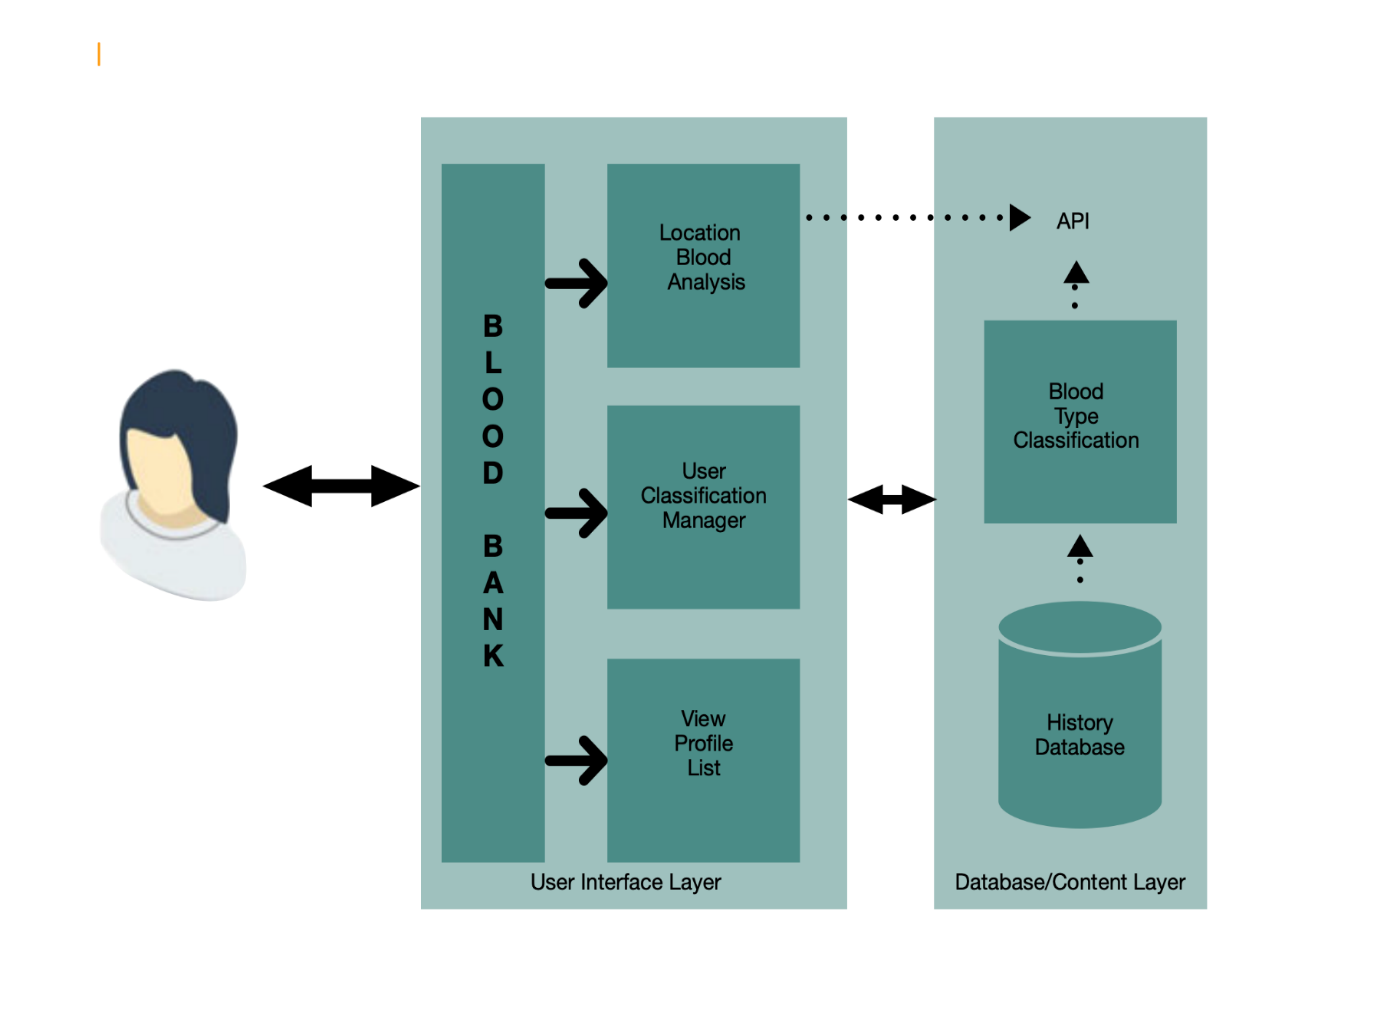 B
L
O
O
D
B
A
N
K
Location
Blood
Analysis
User
Classification
Manager
View
Profile
List
User Interface Layer
API
Blood
Type
Classification
History
Database
Database/Content Layer